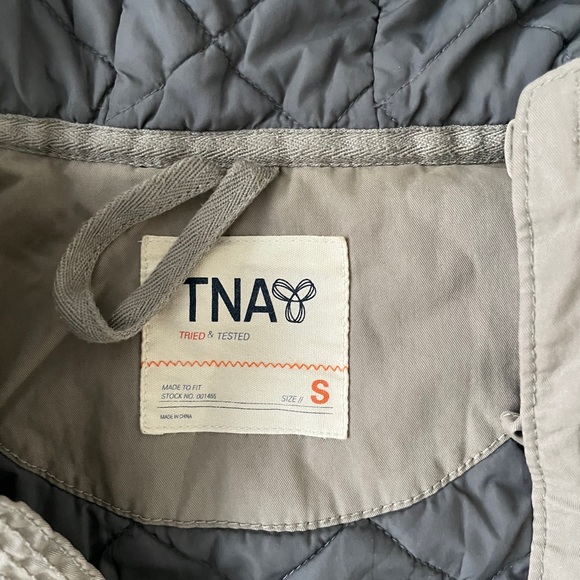 TNA
TRIED & TESTED
MADE TO FIT
STOCK NO. 001455
SIZE // S
MADE IN CHINA